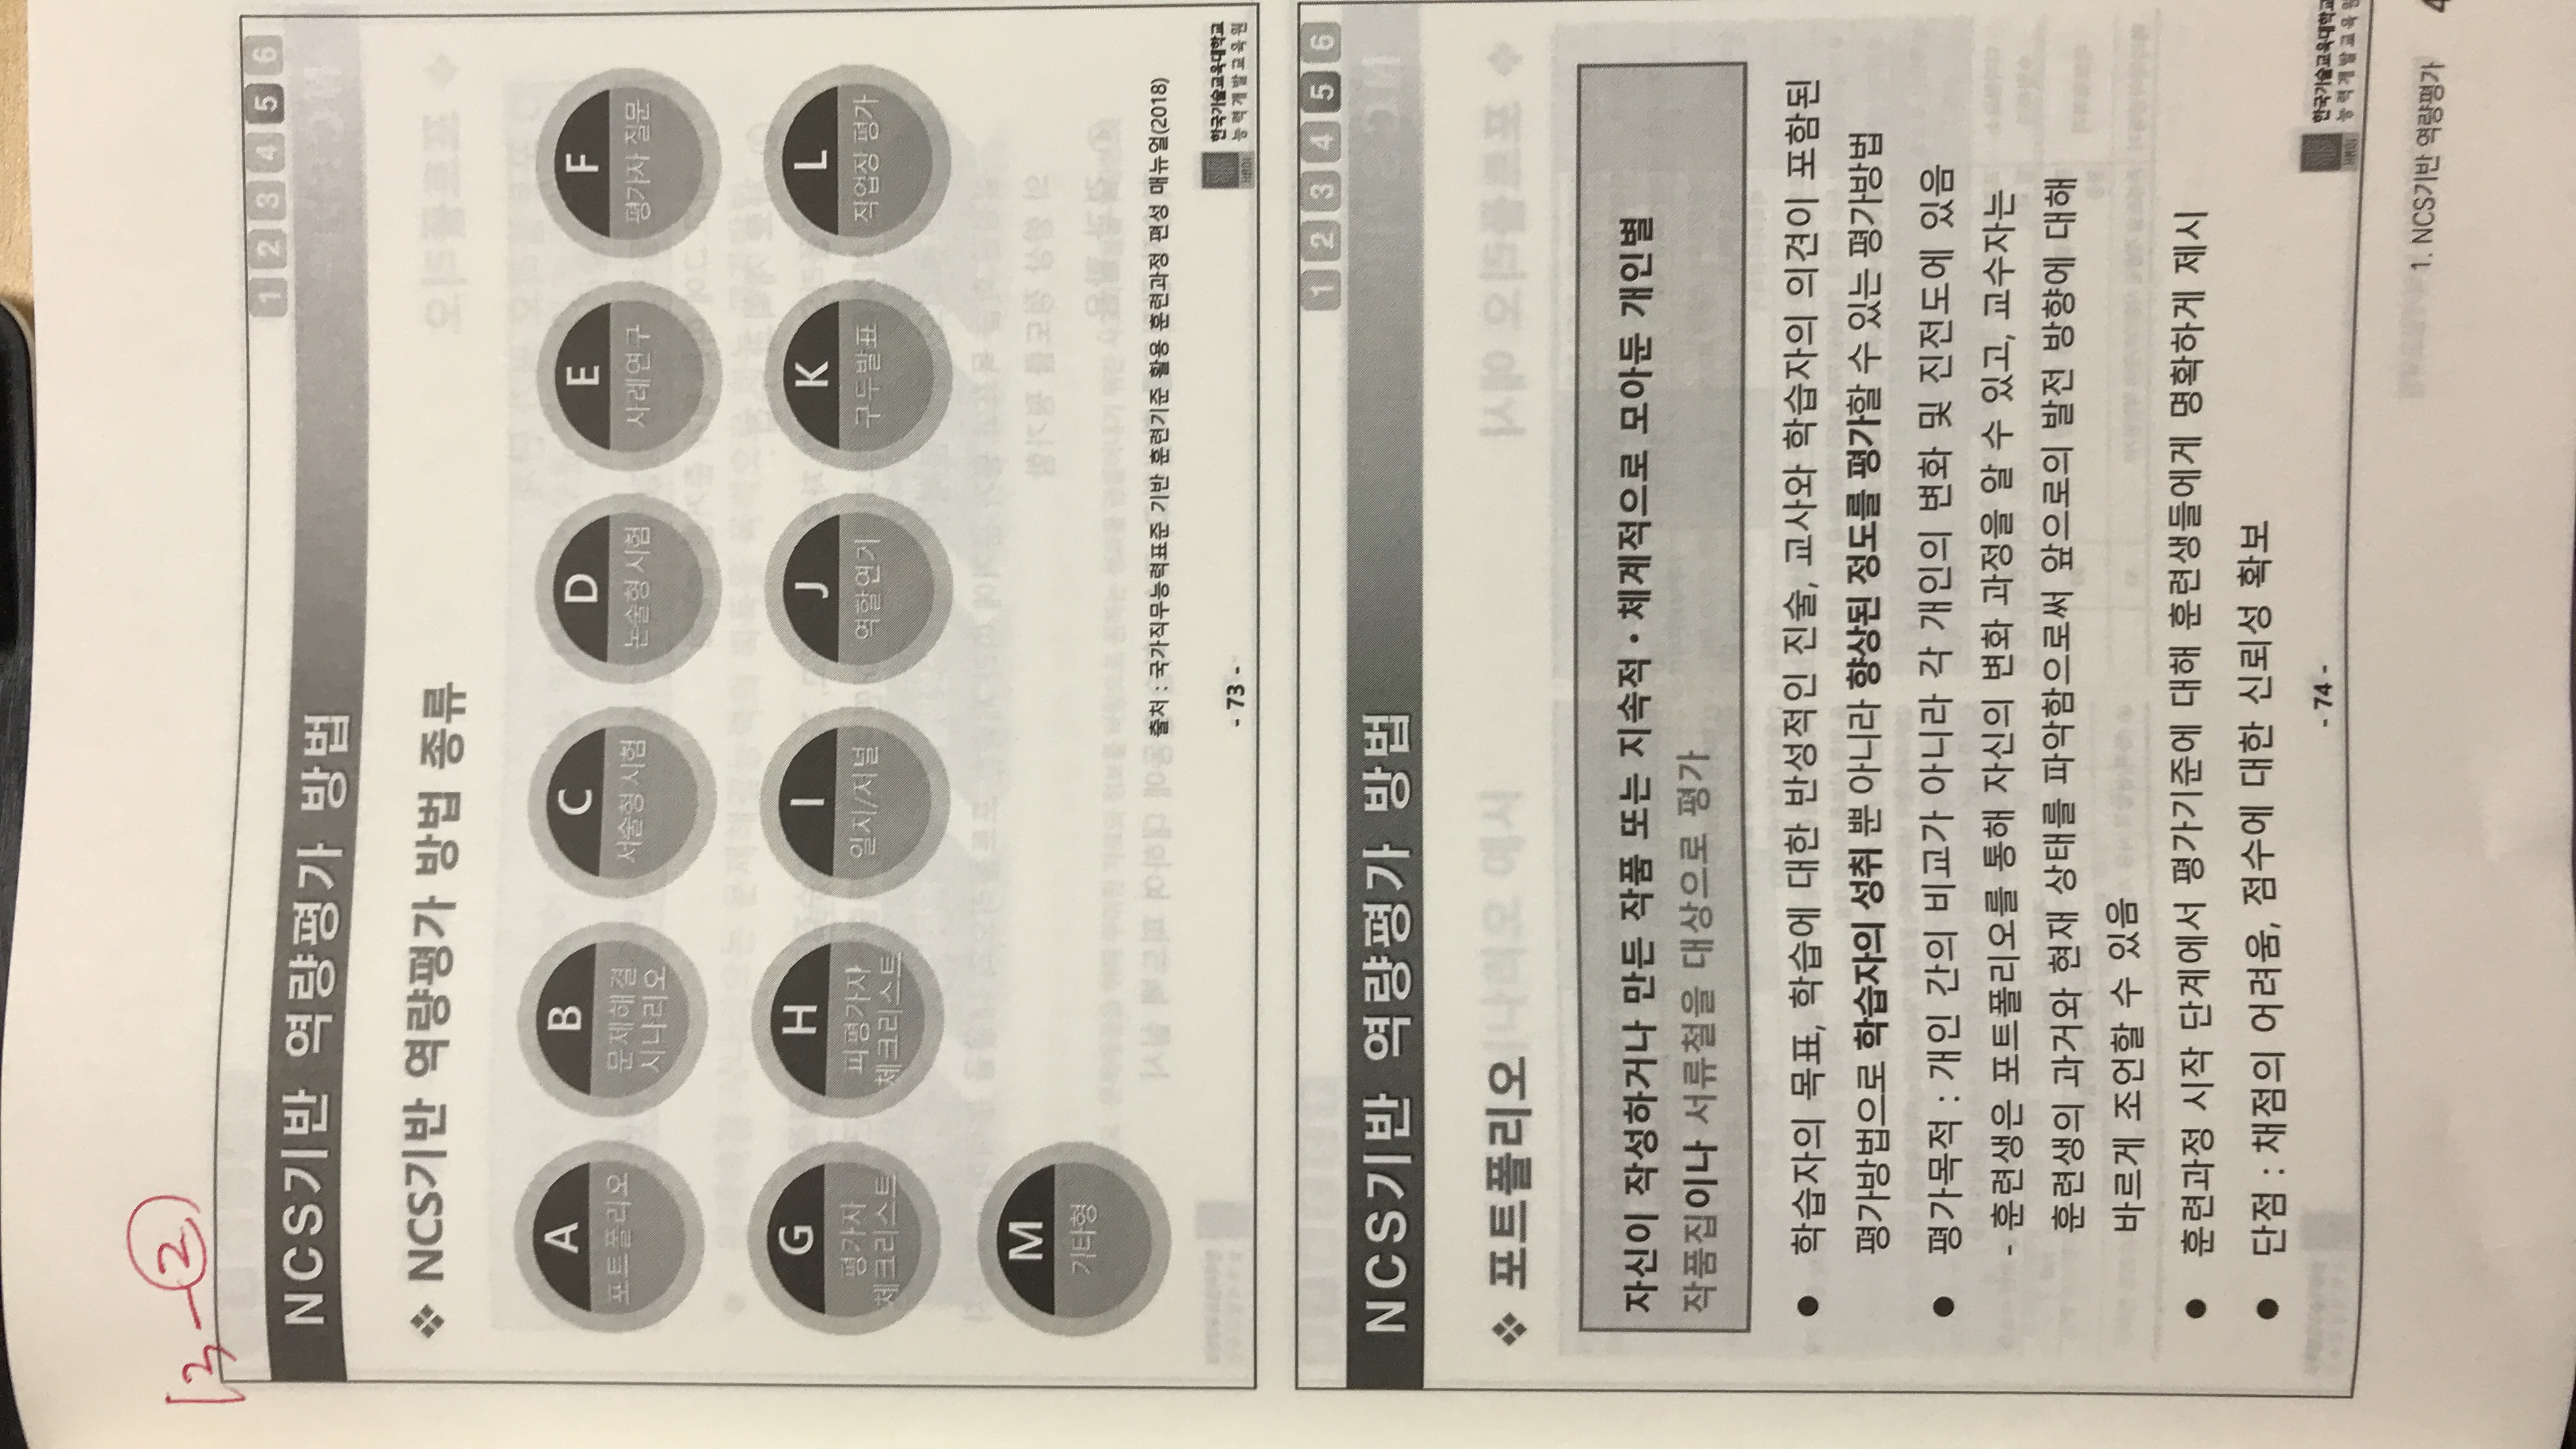 13-②
1 2 3 4 5 6
NCS기반 역량평가 방법
❖ NCS기반 역량평가 방법 종류
A
포트폴리오
B
문제해결
시나리오
C
서술형 시험
D
논술형 시험
E
사례연구
F
평가자 질문
G
평가자
체크리스트
H
피평가자
체크리스트
I
일지/저널
J
역할연기
K
구두발표
L
작업장 평가
M
기타형
출처 : 국가직무능력표준 기반 훈련기준 활용 훈련과정 편성 매뉴얼(2018)
- 73 -
HRDI
한국기술교육대학교
능력개발교육원
1 2 3 4 5 6
NCS기반 역량평가 방법
❖ 포트폴리오
자신이 작성하거나 만든 작품 또는 지속적・체계적으로 모아둔 개인별
작품집이나 서류철을 대상으로 평가
● 학습자의 목표, 학습에 대한 반성적인 진술, 교사와 학습자의 의견이 포함된
평가방법으로 학습자의 성취 뿐 아니라 향상된 정도를 평가할 수 있는 평가방법
● 평가목적 : 개인 간의 비교가 아니라 각 개인의 변화 및 진전도에 있음
- 훈련생은 포트폴리오를 통해 자신의 변화 과정을 알 수 있고, 교수자는
훈련생의 과거와 현재 상태를 파악함으로써 앞으로의 발전 방향에 대해
바르게 조언할 수 있음
● 훈련과정 시작 단계에서 평가기준에 대해 훈련생들에게 명확하게 제시
● 단점 : 채점의 어려움, 점수에 대한 신뢰성 확보
- 74 -
HRDI
한국기술교육대학교
능력개발교육원
1. NCS기반 역량평가